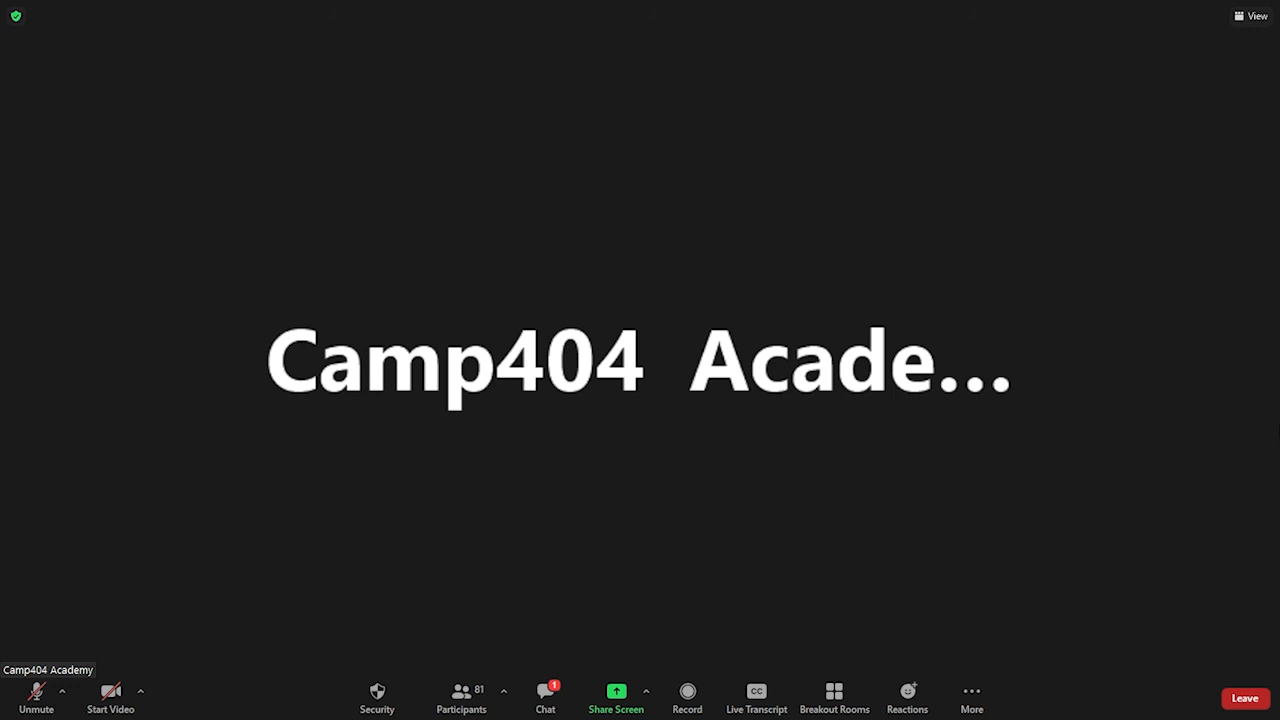 View
Camp404 Acade...
Camp404 Academy
Unmute
Start Video
Security
81
Participants
1
Chat
Share Screen
Record
CC
Live Transcript
Breakout Rooms
Reactions
More
Leave